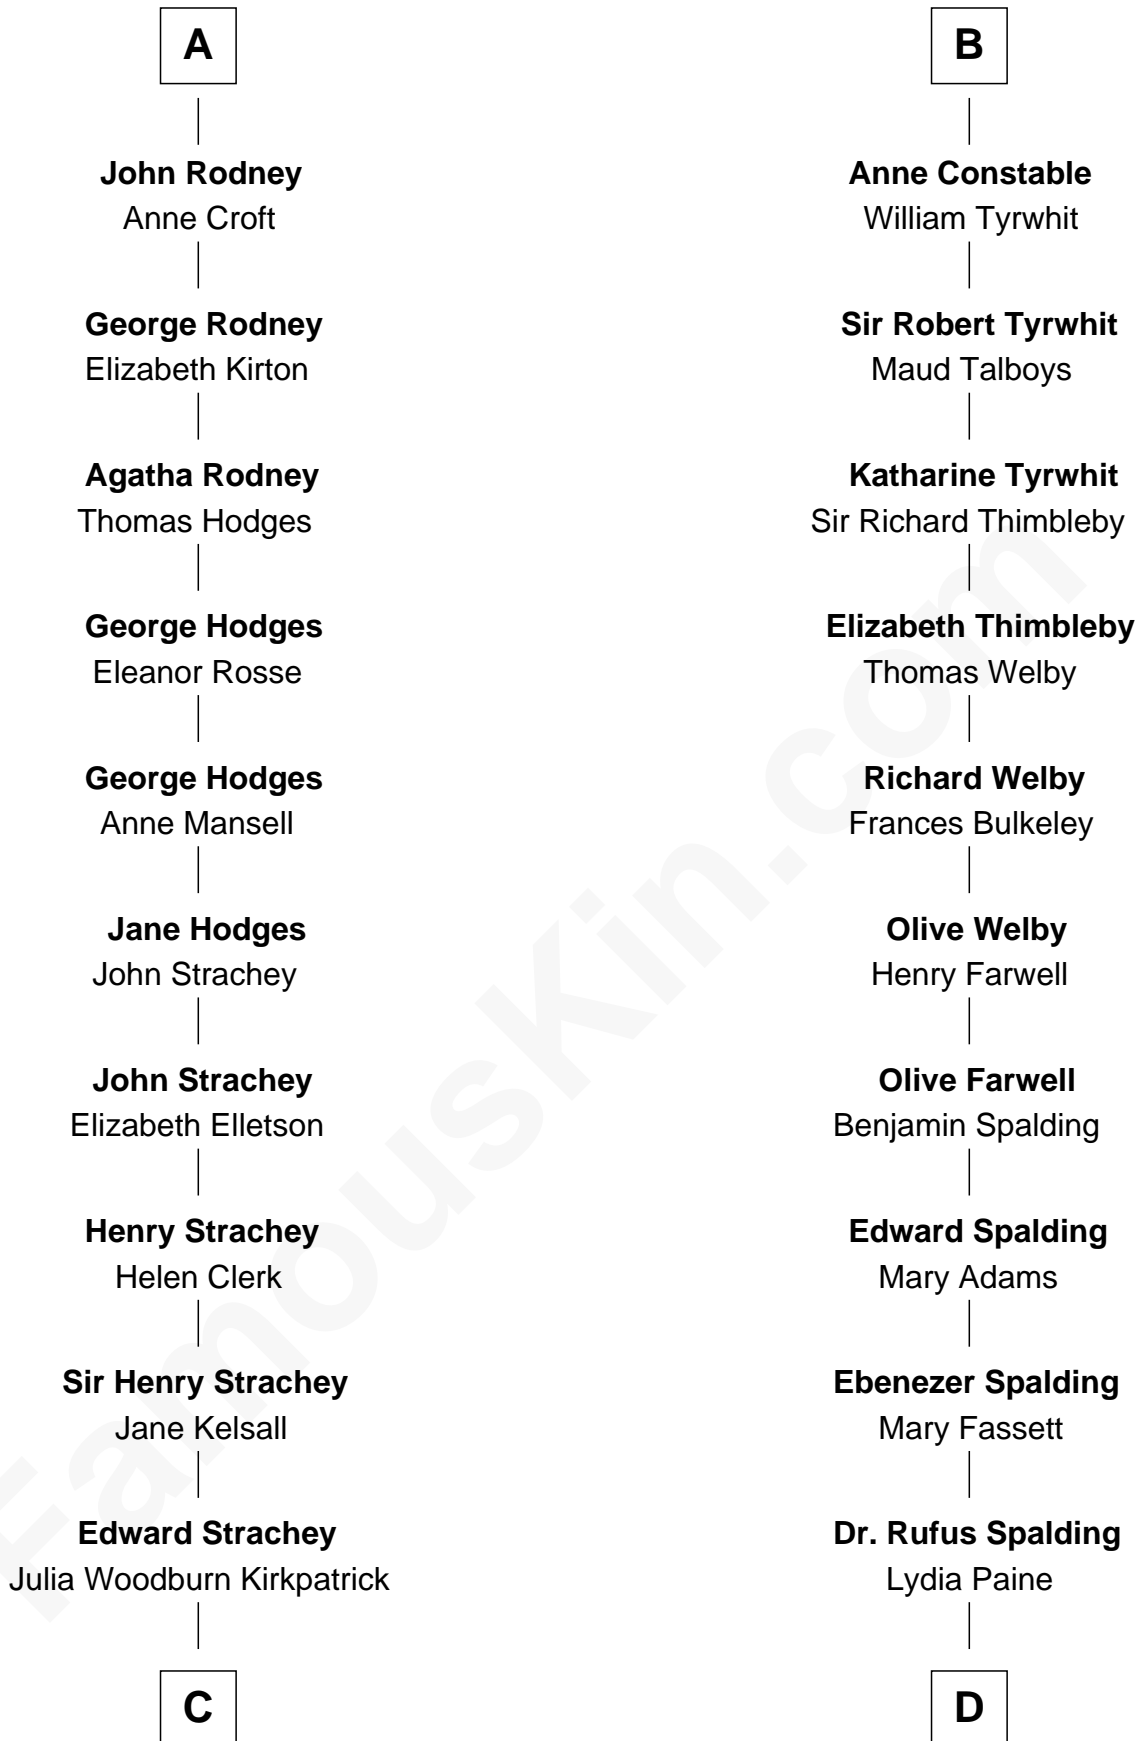 A
John Rodney
Anne Croft
George Rodney
Elizabeth Kirton
Agatha Rodney
Thomas Hodges
George Hodges
Eleanor Rosse
George Hodges
Anne Mansell
Jane Hodges
John Strachey
John Strachey
Elizabeth Elletson
Henry Strachey
Helen Clerk
Sir Henry Strachey
Jane Kelsall
Edward Strachey
Julia Woodburn Kirkpatrick
C
B
Anne Constable
William Tyrwhit
Sir Robert Tyrwhit
Maud Talboys
Katharine Tyrwhit
Sir Richard Thimbleby
Elizabeth Thimbleby
Thomas Welby
Richard Welby
Frances Bulkeley
Olive Welby
Henry Farwell
Olive Farwell
Benjamin Spalding
Edward Spalding
Mary Adams
Ebenezer Spalding
Mary Fassett
Dr. Rufus Spalding
Lydia Paine
D
FamousKin.com